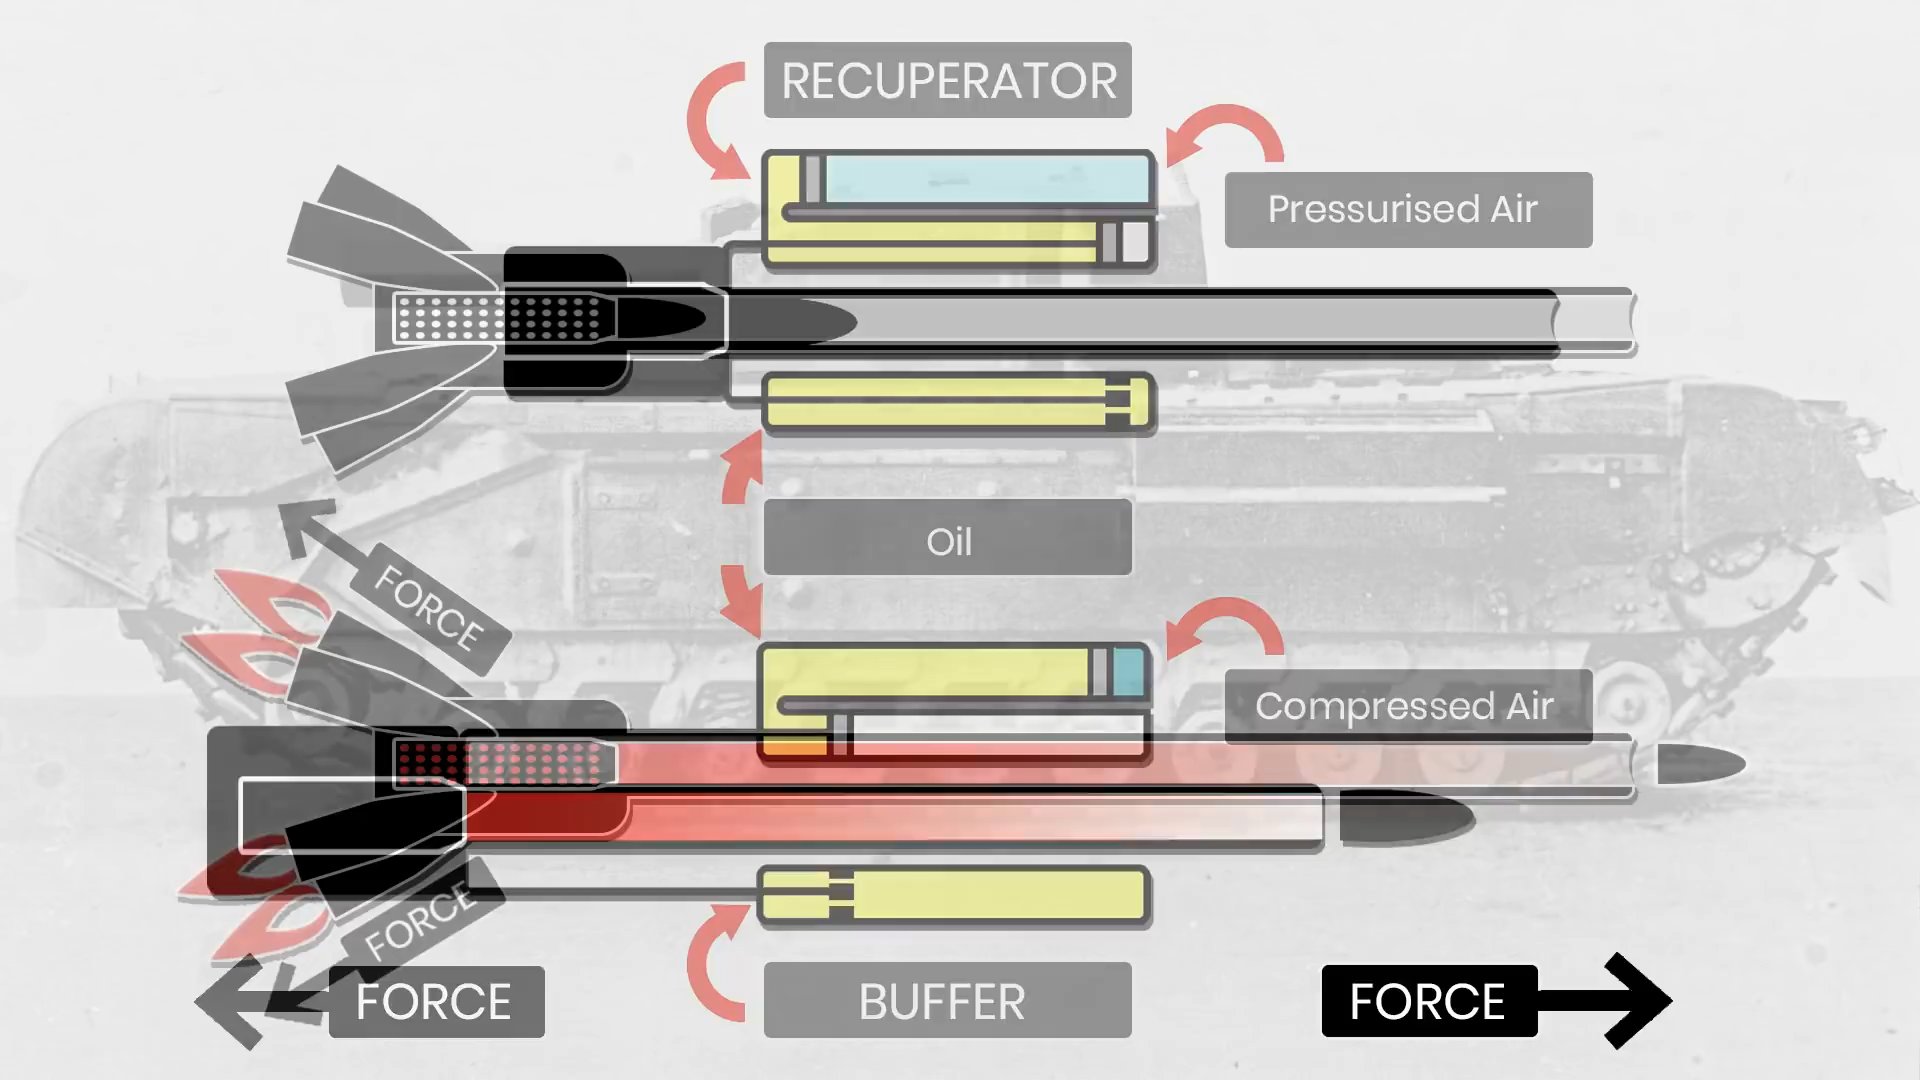 RECUPERATOR
Pressurised Air
Oil
FORCE
Compressed Air
FORCE
FORCE
BUFFER
FORCE